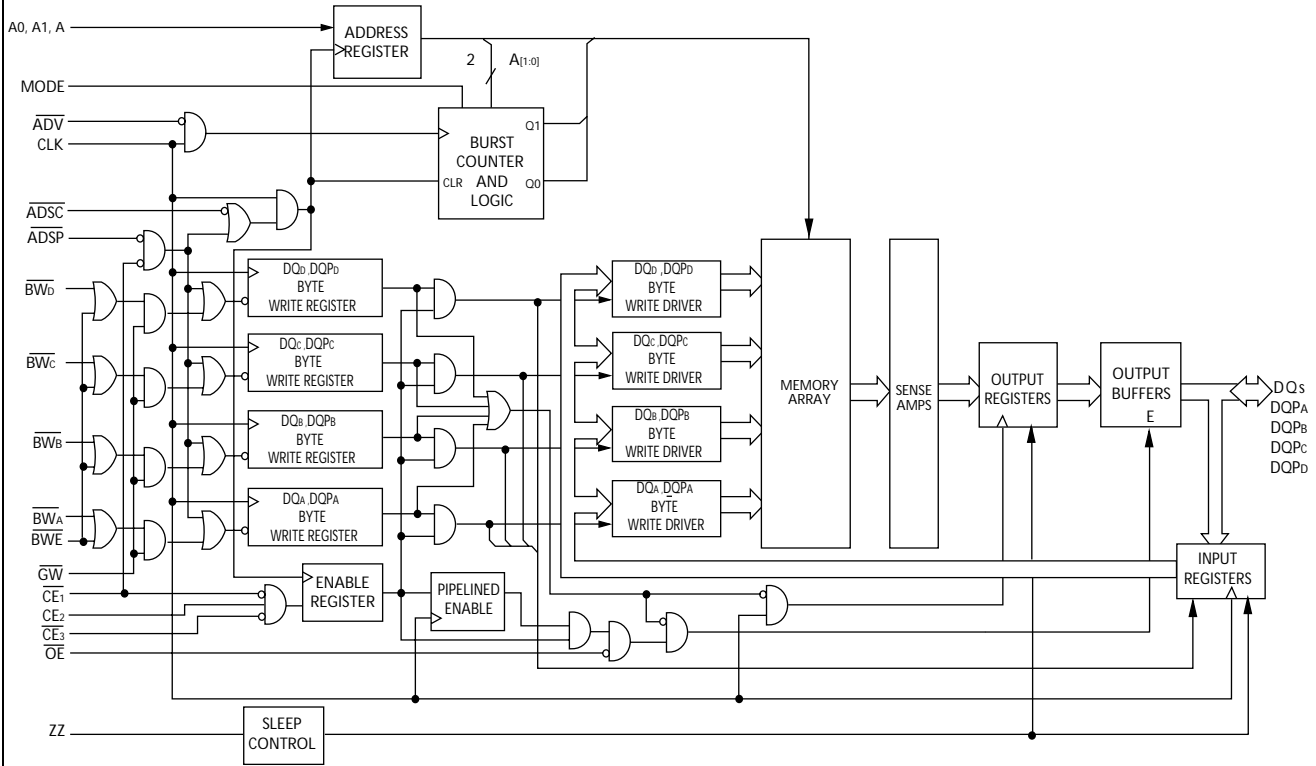 A0, A1, A
ADDRESS
REGISTER
2
A[1:0]
MODE
ADV
CLK
BURST
COUNTER
AND
LOGIC
CLR
Q1
Q0
ADSC
ADSP
BWD
BWC
BWB
BWA
BWE
GW
CE1
CE2
CE3
OE
ZZ
DQD ,DQPD
BYTE
WRITE REGISTER
DQC ,DQPC
BYTE
WRITE REGISTER
DQB ,DQPB
BYTE
WRITE REGISTER
DQA ,DQPA
BYTE
WRITE REGISTER
ENABLE
REGISTER
PIPELINED
ENABLE
SLEEP
CONTROL
DQD ,DQPD
BYTE
WRITE DRIVER
DQC ,DQPC
BYTE
WRITE DRIVER
DQB ,DQPB
BYTE
WRITE DRIVER
DQA ,DQPA
BYTE
WRITE DRIVER
MEMORY
ARRAY
SENSE
AMPS
OUTPUT
REGISTERS
OUTPUT
BUFFERS
E
DQs
DQPA
DQPB
DQPC
DQPD
INPUT
REGISTERS